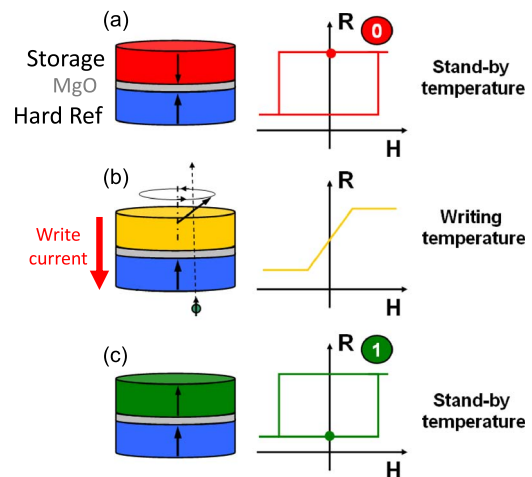 (a)
Storage
MgO
Hard Ref
R
0
H
Stand-by
temperature
(b)
Write
current
R
H
Writing
temperature
(c)
R
1
H
Stand-by
temperature